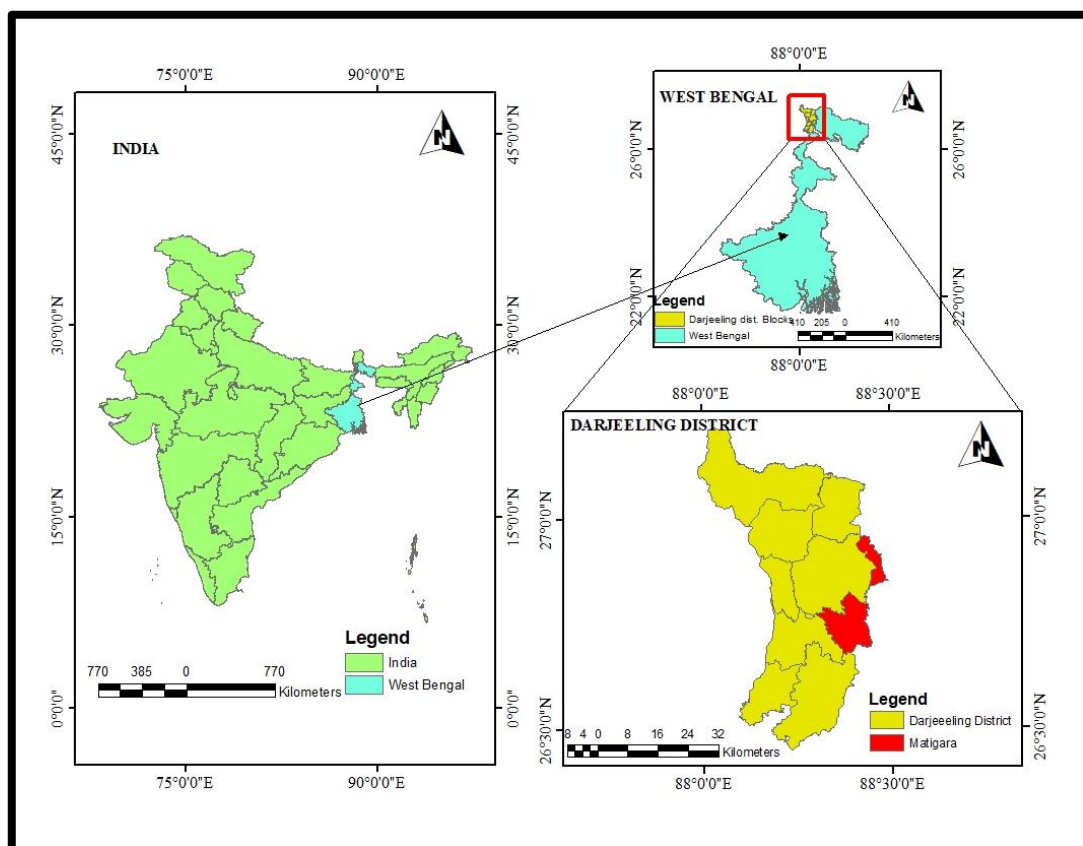 75°0'0"E 90°0'0"E
45°0'0"N
30°0'0"N
15°0'0"N
0°0'0"
INDIA
N
Legend
India
West Bengal
770 385 0 770
Kilometers
45°0'0"N
30°0'0"N
15°0'0"N
0°0'0"
75°0'0"E 90°0'0"E
88°0'0"E
WEST BENGAL
N
26°0'0"N
22°0'0"N
Legend
Darjeeling dist. Blocks
West Bengal
410 205 0 410
Kilometers
26°0'0"N
22°0'0"N
88°0'0"E
88°0'0"E 88°30'0"E
DARJEELING DISTRICT
N
27°0'0"N
26°30'0"N
Legend
Darjeeeling District
Matigara
8 4 0 8 16 24 32
Kilometers
27°0'0"N
26°30'0"N
88°0'0"E 88°30'0"E